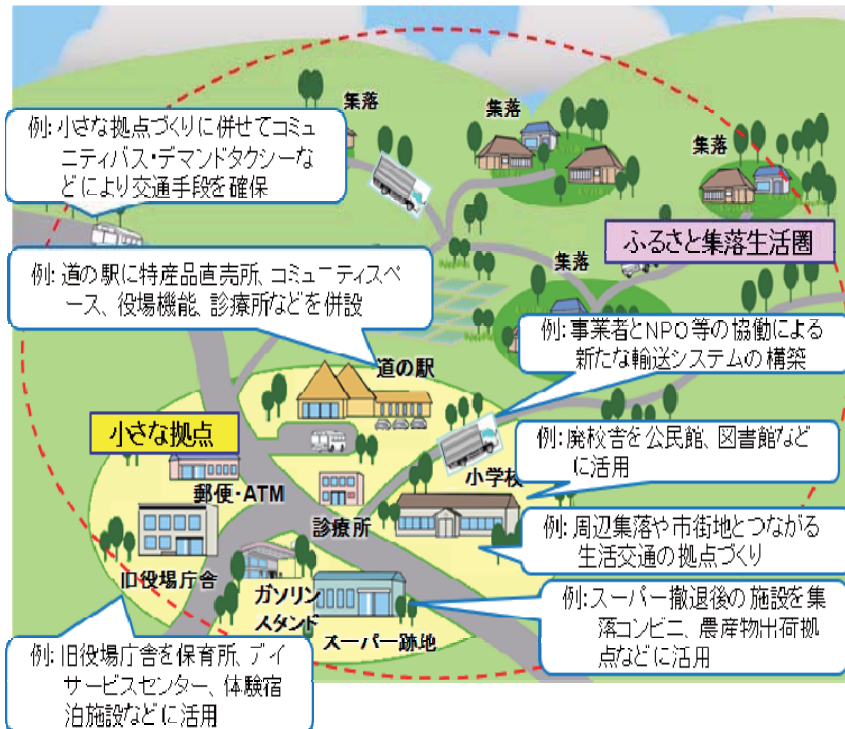 集落
集落
集落
例:小さな拠点づくりに併せてコミュ
ニティバス・デマンドタクシーな
どにより交通手段を確保
ふるさと集落生活圏
例:道の駅に特産品直売所、コミュニティスペ
ース、役場機能、診療所などを併設
集落
例:事業者とNPO等の協働による
新たな輸送システムの構築
道の駅
小さな拠点
例:廃校舎を公民館、図書館など
に活用
小学校
郵便・ATM
診療所
例:周辺集落や市街地とつながる
生活交通の拠点づくり
旧役場庁舎
ガソリン
スタンド
例:スーパー撤退後の施設を集
落コンビニ、農産物出荷拠
点などに活用
スーパー跡地
例:旧役場庁舎を保育所、デイ
サービスセンター、体験宿
泊施設などに活用